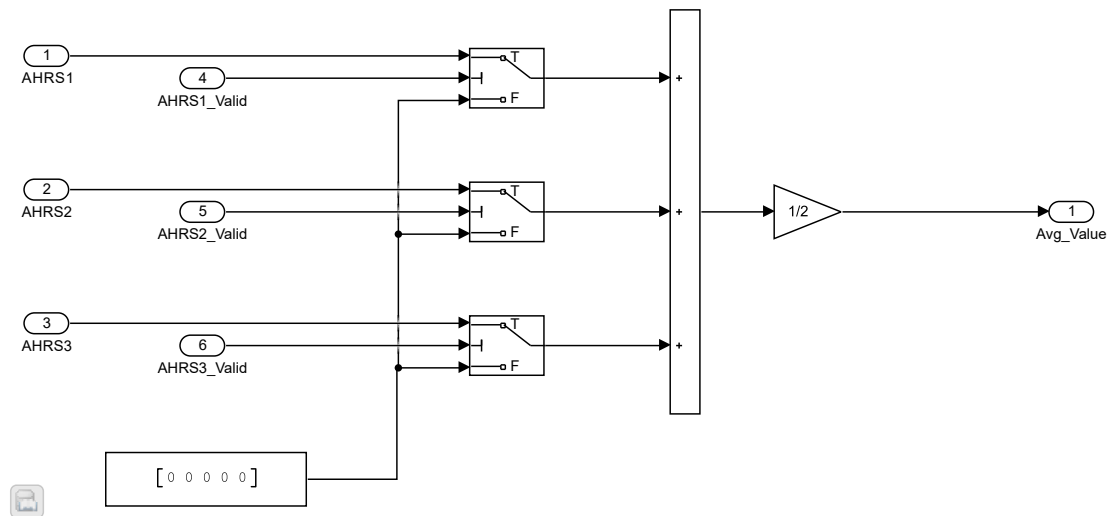 1
AHRS1
4
AHRS1_Valid
T
F
+
2
AHRS2
5
AHRS2_Valid
T
F
+
1/2
1
Avg_Value
3
AHRS3
6
AHRS3_Valid
T
F
+
[0 0 0 0 0]